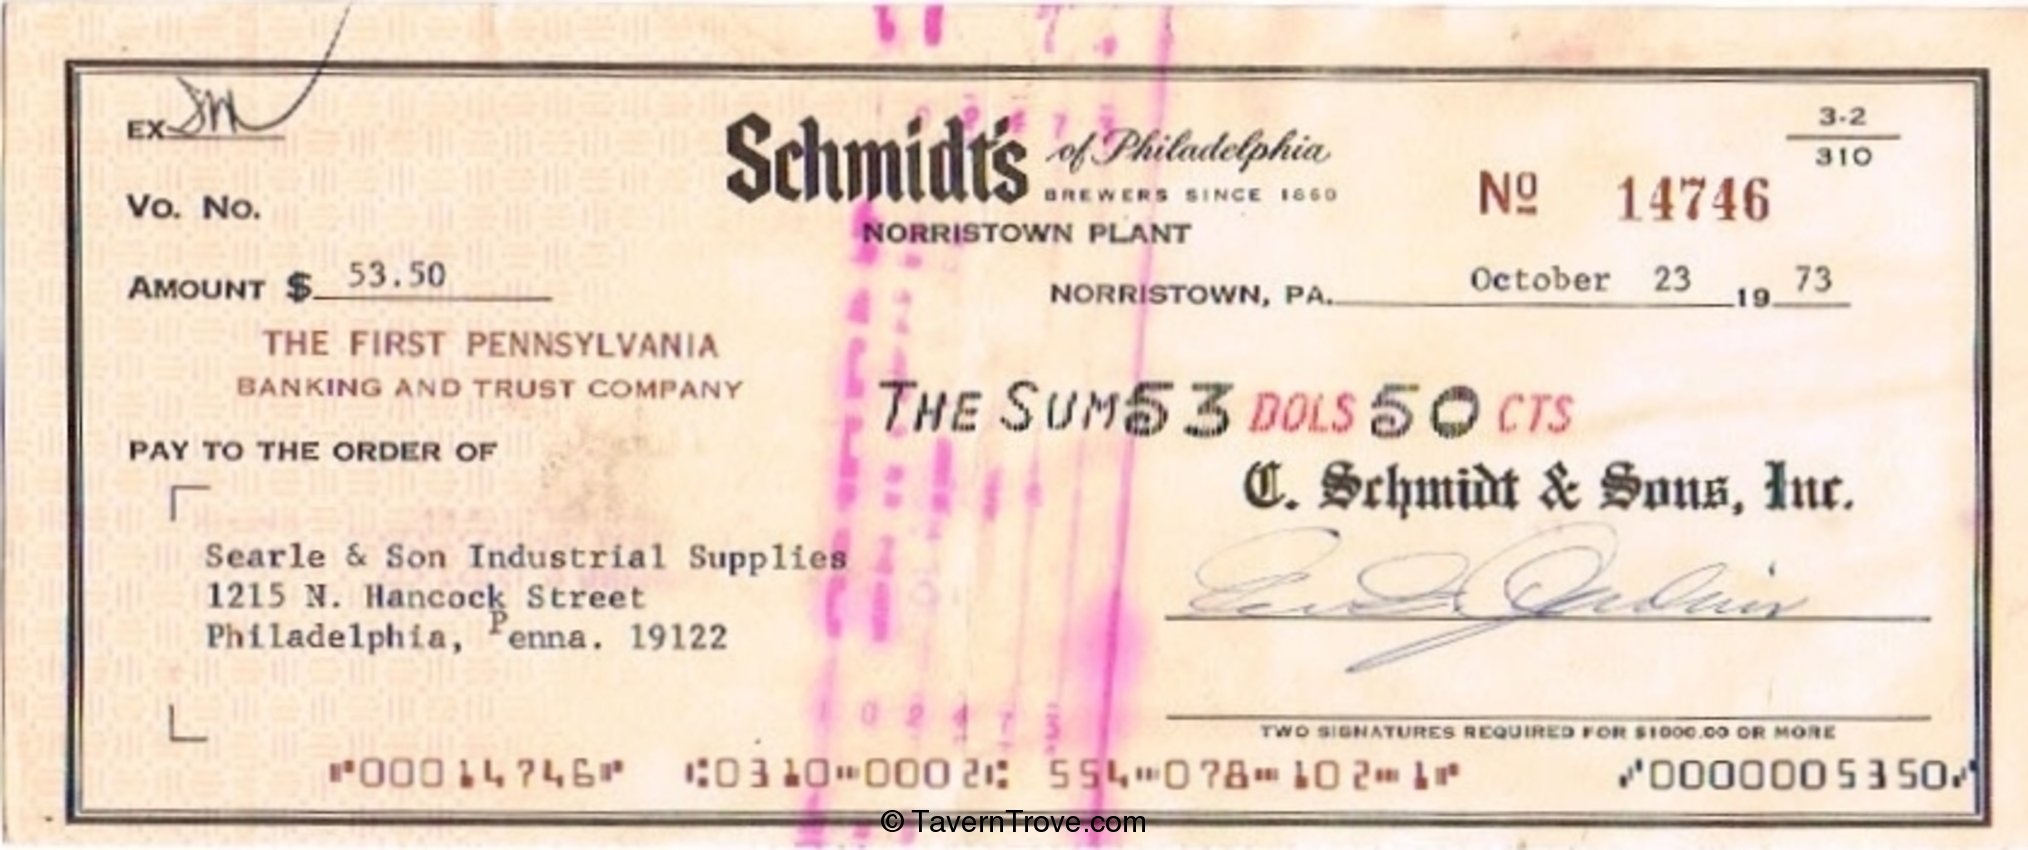 EX
3-2
310
Schmidt's of Philadelphia
BREWERS SINCE 1860
Nº 14746
Vo. No.
NORRISTOWN PLANT
AMOUNT $ 53.50
NORRISTOWN, PA. October 23 19 73
THE FIRST PENNSYLVANIA
BANKING AND TRUST COMPANY
THE SUM 53 DOLS 50 CTS
PAY TO THE ORDER OF
C. Schmidt & Sons, Inc.
Searle & Son Industrial Supplies
1215 N. Hancock Street
Philadelphia, Penna. 19122
10247
TWO SIGNATURES REQUIRED FOR $1000.00 OR MORE
⑈00014746⑈ ⑆0310⑉0002⑆ 554⑉078⑉102⑉1⑈ ⑇0000005350⑇
© TavernTrove.com